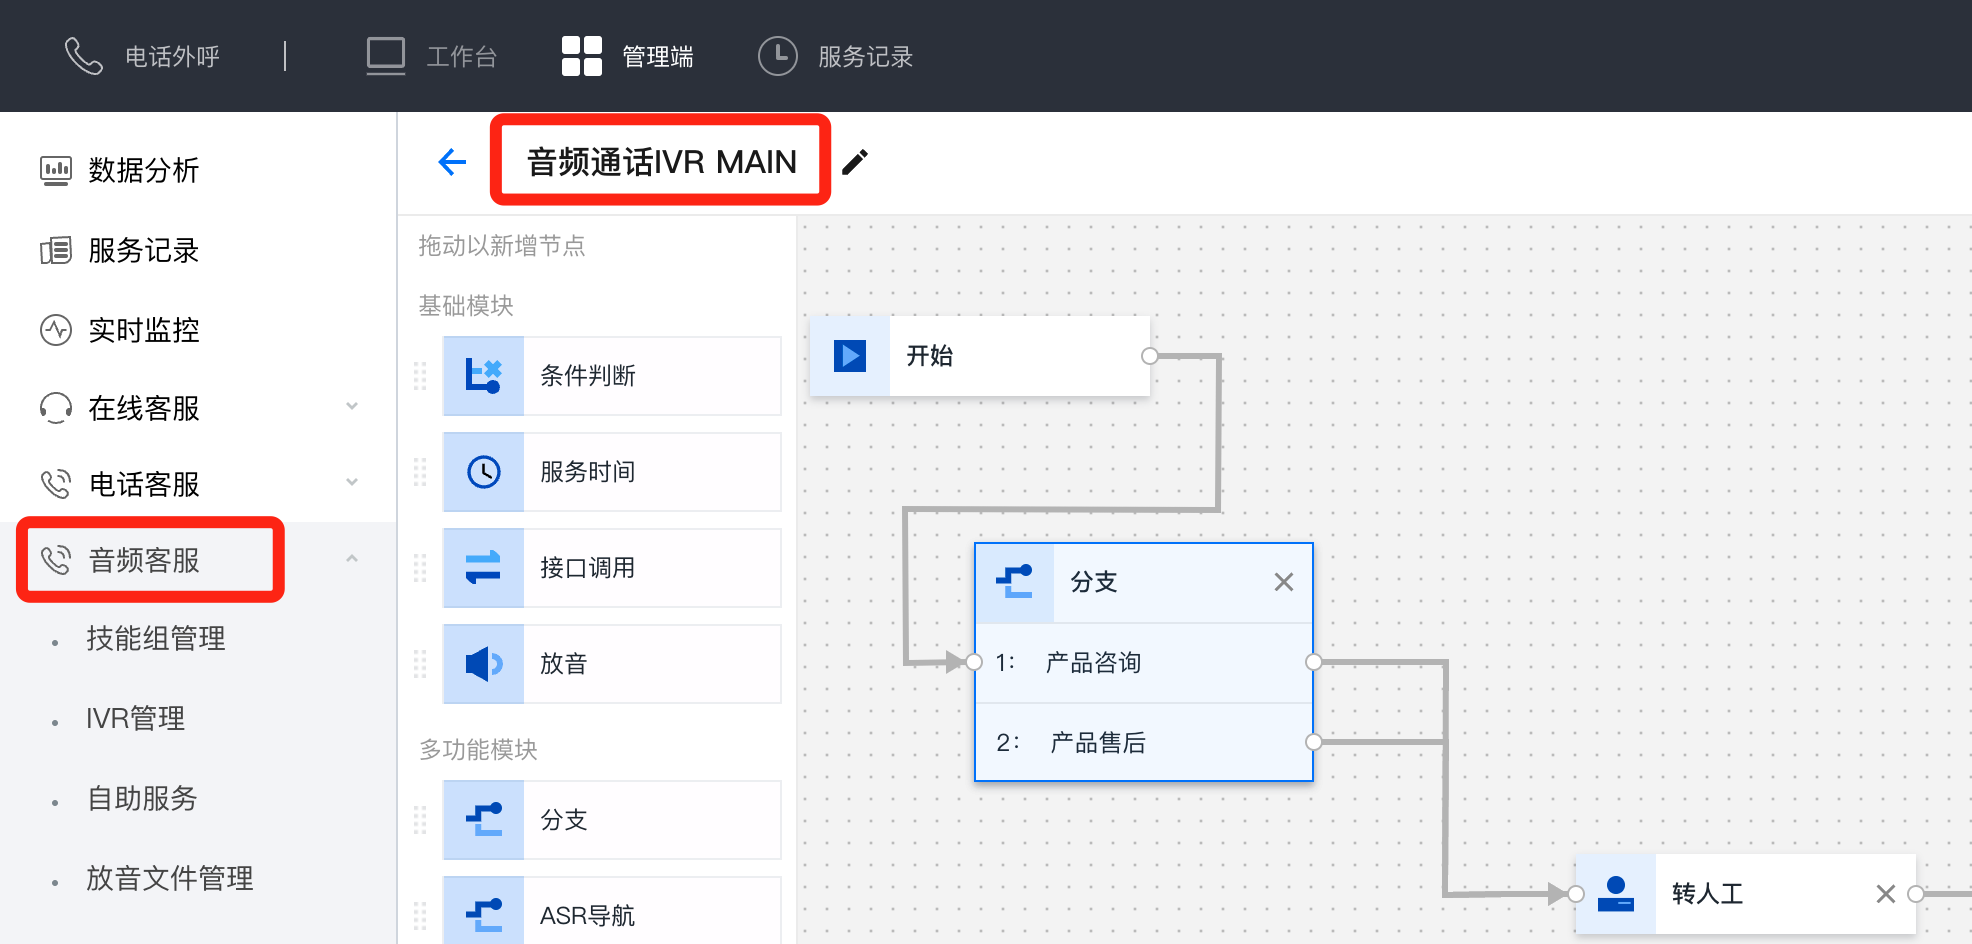 电话外呼
工作台
管理端
服务记录
数据分析
服务记录
实时监控
在线客服
电话客服
音频客服
技能组管理
IVR管理
自助服务
放音文件管理
音频通话IVR MAIN
拖动以新增节点
基础模块
条件判断
服务时间
接口调用
放音
多功能模块
分支
ASR导航
开始
分支
1: 产品咨询
2: 产品售后
转人工